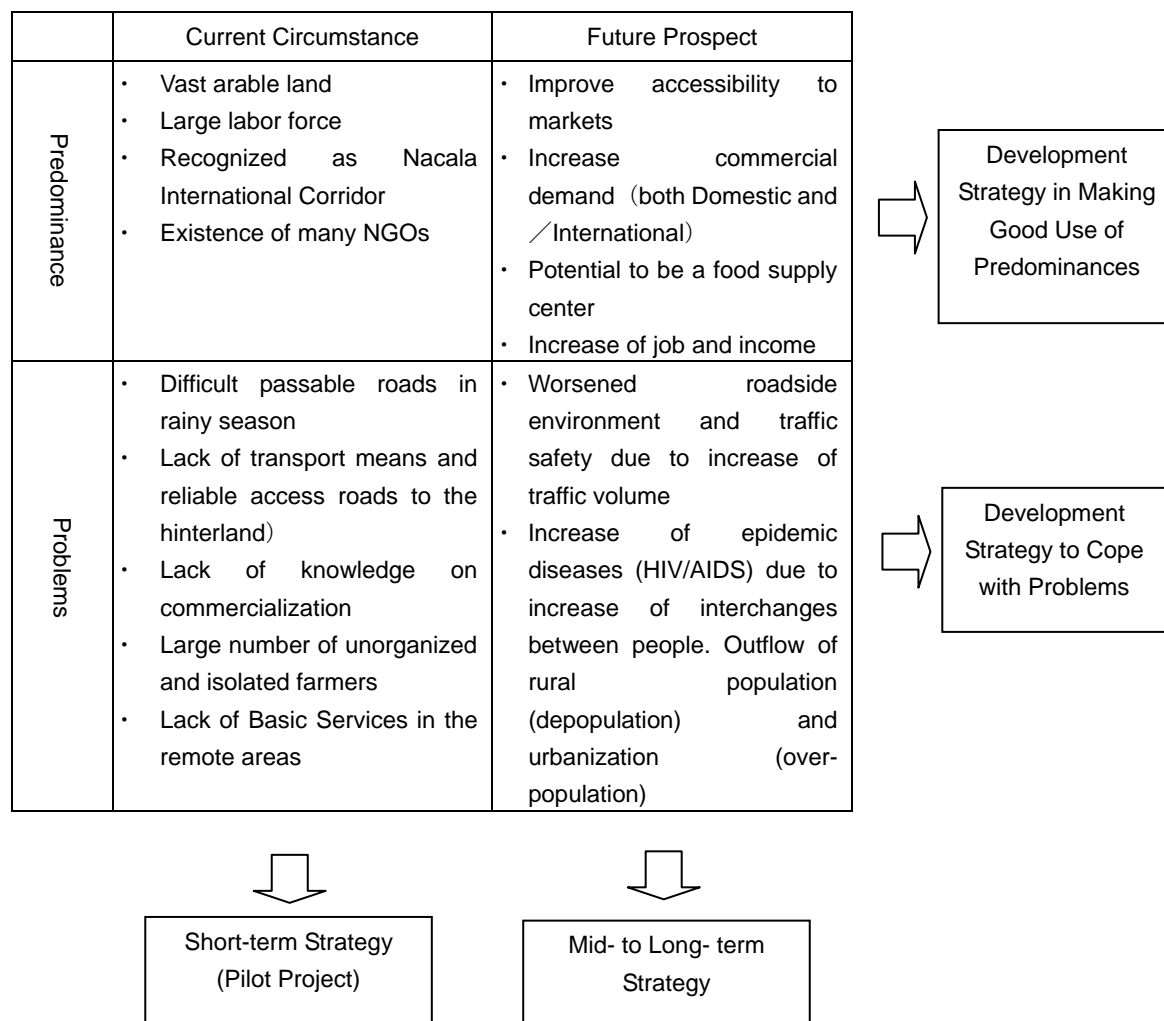 Current Circumstance
Future Prospect
Predominance
・ Vast arable land
・ Large labor force
・ Recognized as Nacala
International Corridor
・ Existence of many NGOs
・ Improve accessibility to
markets
・ Increase commercial
demand（both Domestic and
／International）
・ Potential to be a food supply
center
・ Increase of job and income
Development
Strategy in Making
Good Use of
Predominances
Problems
・ Difficult passable roads in
rainy season
・ Lack of transport means and
reliable access roads to the
hinterland）
・ Lack of knowledge on
commercialization
・ Large number of unorganized
and isolated farmers
・ Lack of Basic Services in the
remote areas
・ Worsened roadside
environment and traffic
safety due to increase of
traffic volume
・ Increase of epidemic
diseases (HIV/AIDS) due to
increase of interchanges
between people. Outflow of
rural population
(depopulation) and
urbanization (over-
population)
Development
Strategy to Cope
with Problems
Short-term Strategy
(Pilot Project)
Mid- to Long- term
Strategy